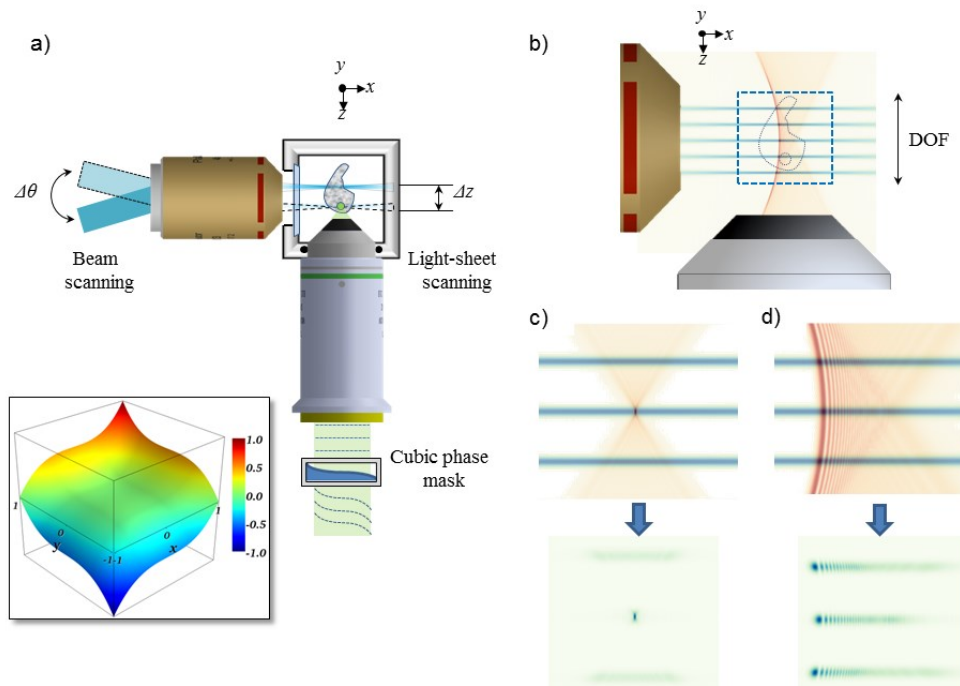 a)
y
x
z
Δθ
Δz
Beam
scanning
Light-sheet
scanning
Cubic phase
mask
1.0
0.5
0.0
-0.5
-1.0
1
0
y
-1
-1
x
0
1
b)
y
x
z
DOF
c)
d)